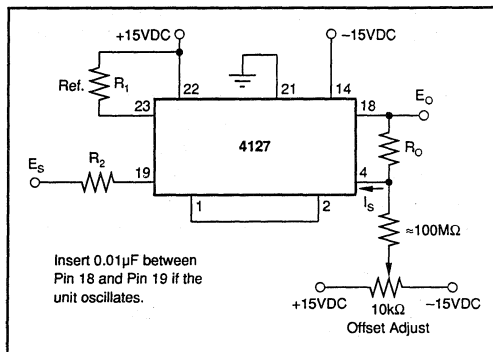 +15VDC
−15VDC
Ref.
R1
22
21
14
23
18
EO
4127
RO
ES
R2
19
4
IS
1
2
≈100MΩ
Insert 0.01µF between
Pin 18 and Pin 19 if the
unit oscillates.
+15VDC
−15VDC
10kΩ
Offset Adjust